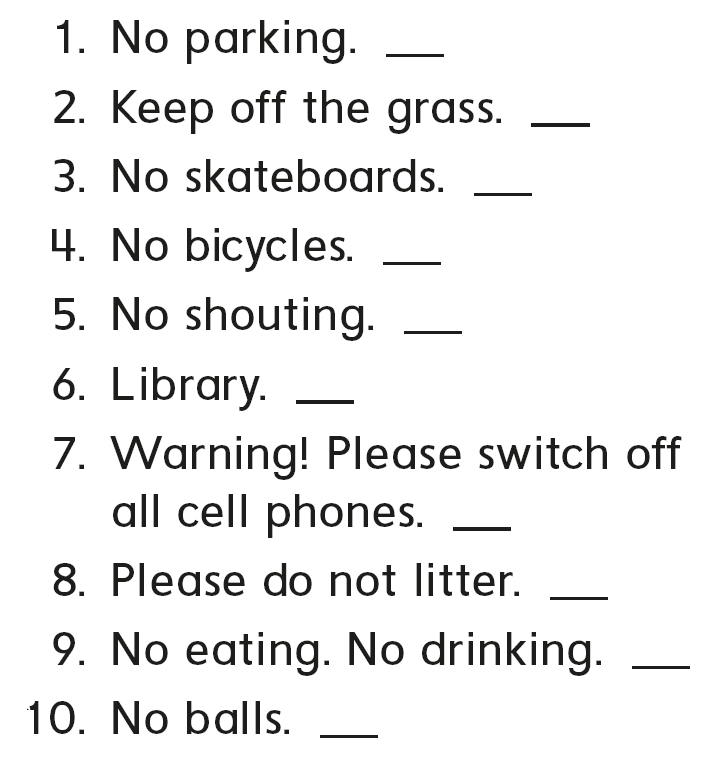 1. No parking. ___
2. Keep off the grass. ___
3. No skateboards. ___
4. No bicycles. ___
5. No shouting. ___
6. Library. ___
7. Warning! Please switch off
all cell phones. ___
8. Please do not litter. ___
9. No eating. No drinking. ___
10. No balls. ___